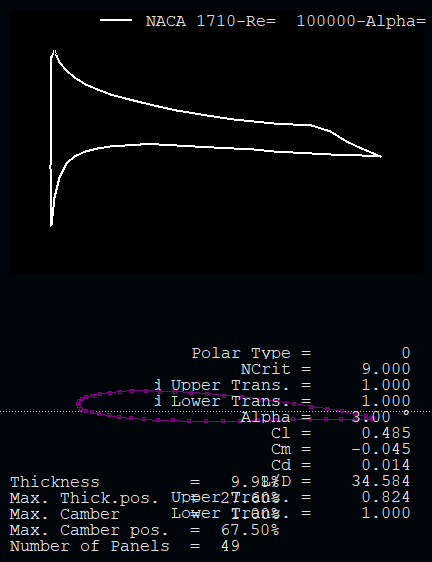 NACA 1710-Re= 100000-Alpha=
Polar Type = 0
NCrit = 9.000
i Upper Trans. = 1.000
i Lower Trans. = 1.000
Alpha = 3.00 °
Cl = 0.485
Cm = -0.045
Cd = 0.014
L/D = 34.584
Upper Trans. = 0.824
Lower Trans. = 1.000
Thickness = 9.98%
Max. Thick.pos. = 27.60%
Max. Camber = 1.00%
Max. Camber pos. = 67.50%
Number of Panels = 49